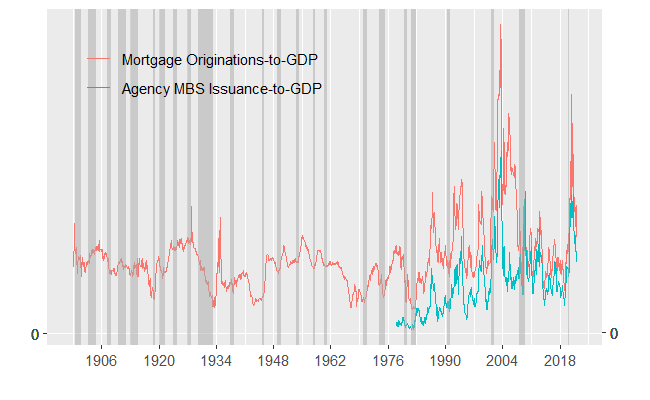 Mortgage Originations-to-GDP
Agency MBS Issuance-to-GDP
0 0
1906 1920 1934 1948 1962 1976 1990 2004 2018